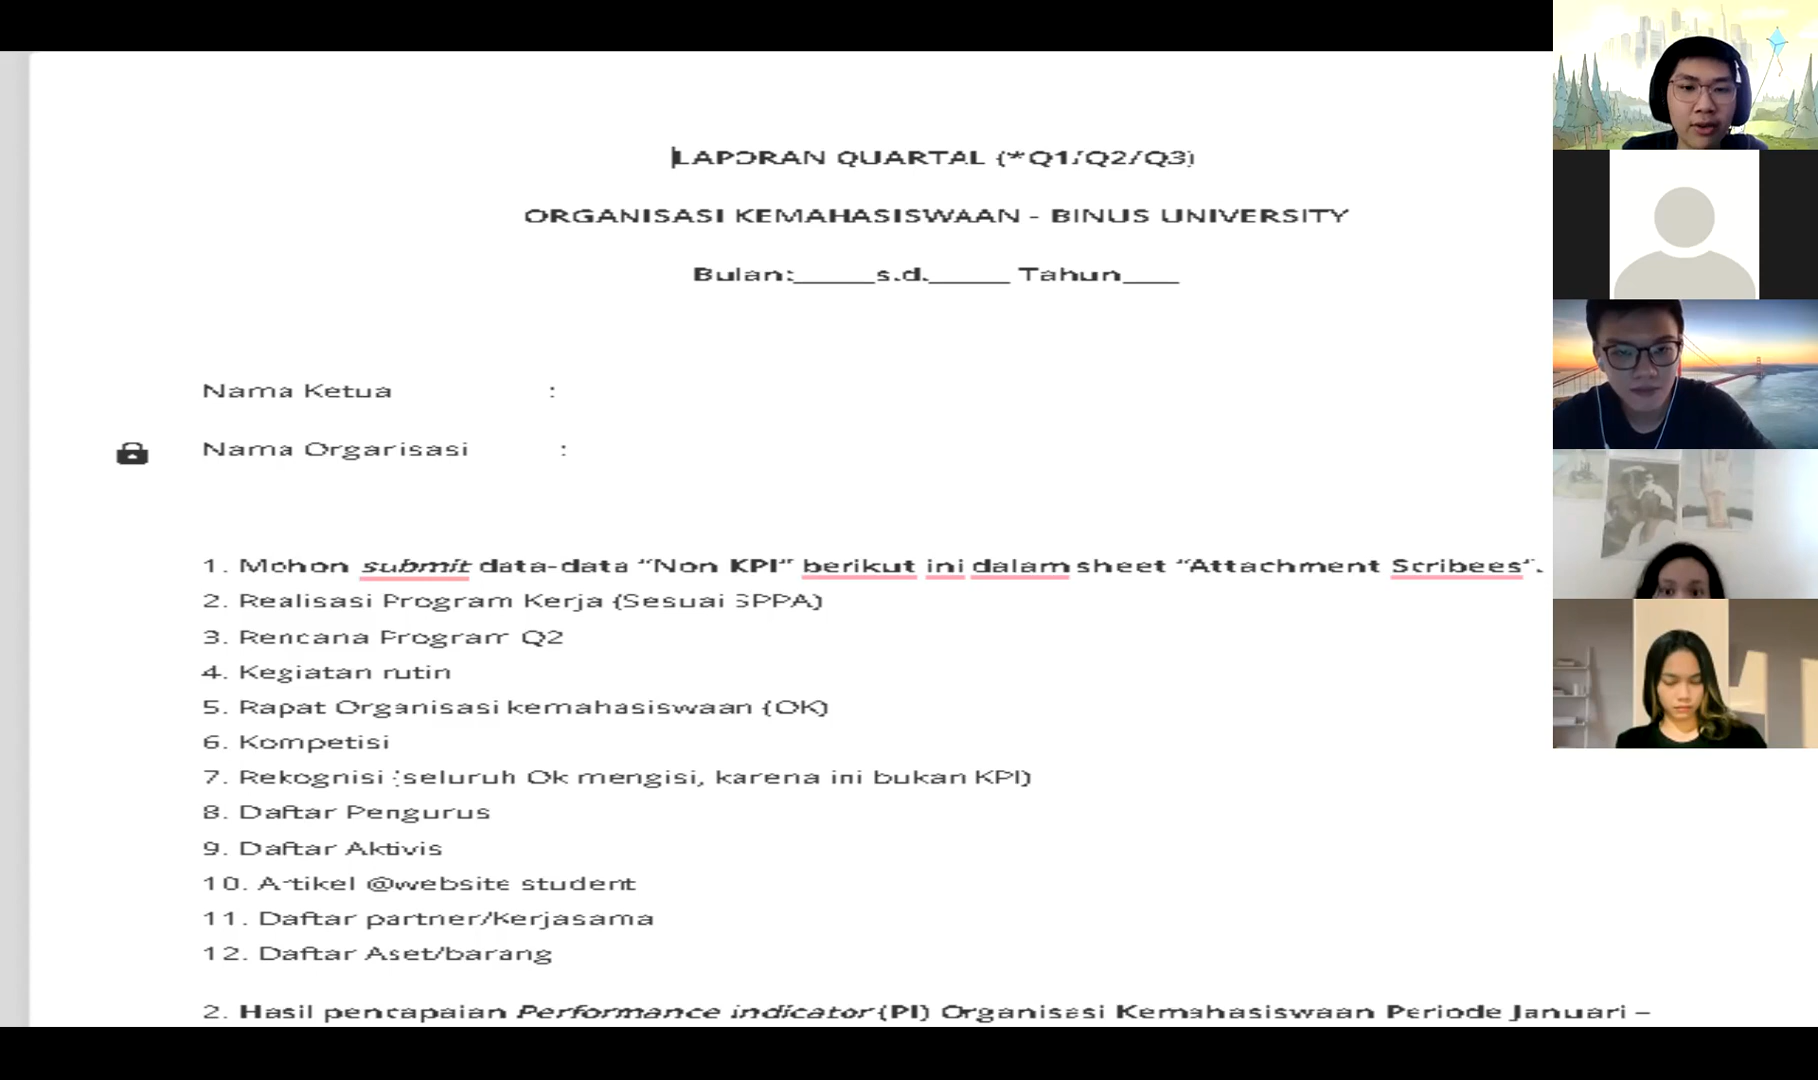 LAPORAN QUARTAL (*Q1/Q2/Q3)
ORGANISASI KEMAHASISWAAN - BINUS UNIVERSITY
Bulan:_____s.d._____ Tahun____
Nama Ketua :
Nama Organisasi :
1. Mohon submit data-data “Non KPI” berikut ini dalam sheet “Attachment Scribees”.
2. Realisasi Program Kerja (Sesuai SPPA)
3. Rencana Program Q2
4. Kegiatan rutin
5. Rapat Organisasi kemahasiswaan (OK)
6. Kompetisi
7. Rekognisi (seluruh Ok mengisi, karena ini bukan KPI)
8. Daftar Pengurus
9. Daftar Aktivis
10. Artikel @website student
11. Daftar partner/Kerjasama
12. Daftar Aset/barang
2. Hasil pencapaian Performance indicator (PI) Organisasi Kemahasiswaan Periode Januari –